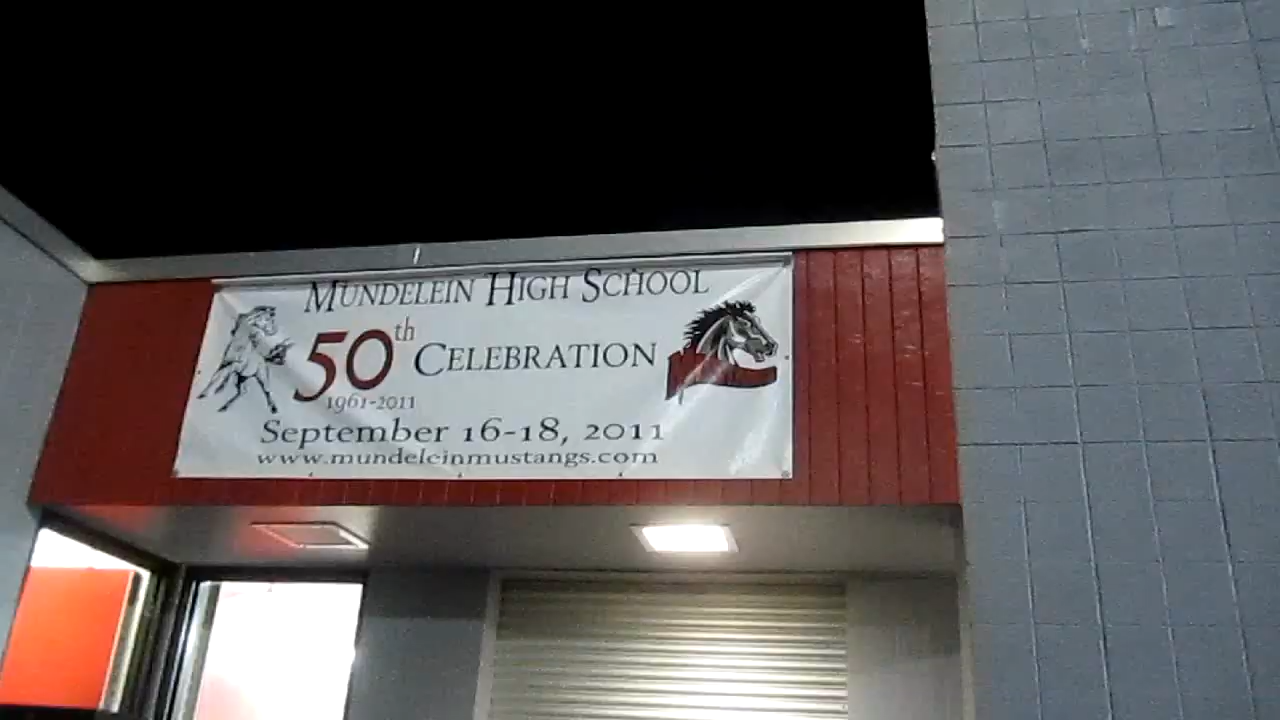 MUNDELEIN HIGH SCHOOL
50th CELEBRATION
1961-2011
September 16-18, 2011
www.mundeleinmustangs.com